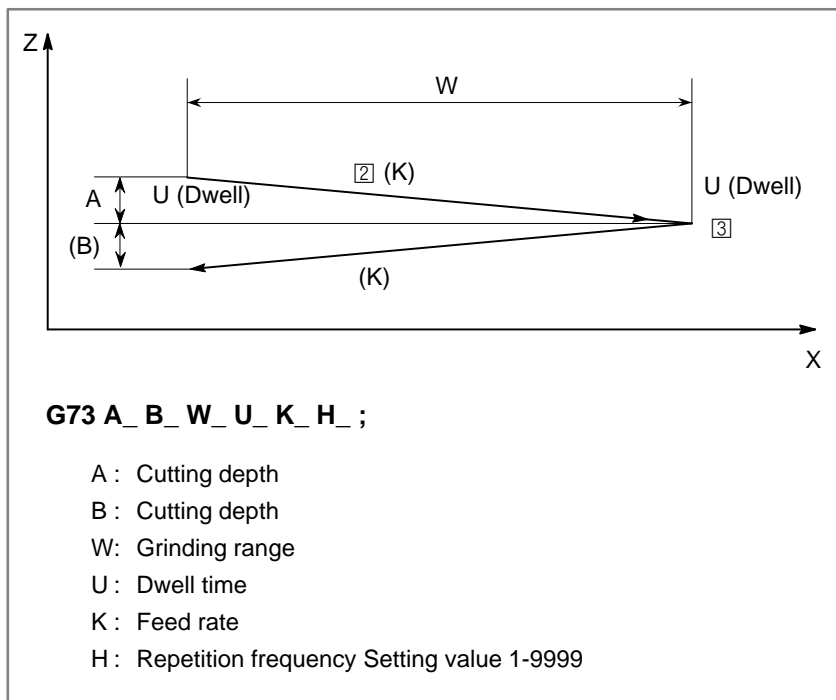 Z
W
2 (K)
A
U (Dwell)
U (Dwell)
3
(B)
(K)
X
G73 A_ B_ W_ U_ K_ H_ ;
A : Cutting depth
B : Cutting depth
W: Grinding range
U : Dwell time
K : Feed rate
H : Repetition frequency Setting value 1-9999